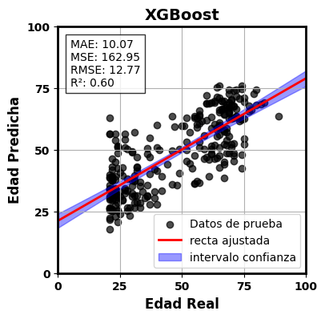 XGBoost
MAE: 10.07
MSE: 162.95
RMSE: 12.77
R²: 0.60
Edad Predicha
100
75
50
25
0
Datos de prueba
recta ajustada
intervalo confianza
0 25 50 75 100
Edad Real